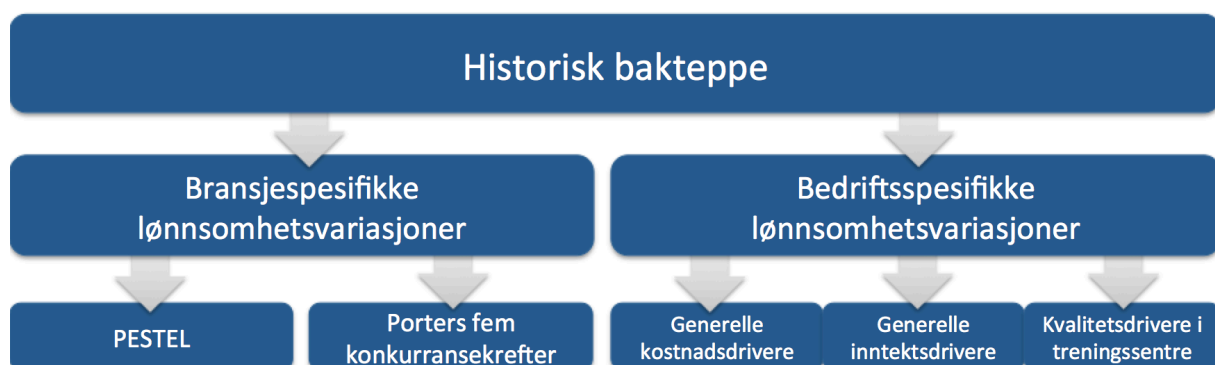 Historisk bakteppe
Bransjespesifikke
lønnsomhetsvariasjoner
Bedriftsspesifikke
lønnsomhetsvariasjoner
PESTEL
Porters fem
konkurransekrefter
Generelle
kostnadsdrivere
Generelle
inntektsdrivere
Kvalitetsdrivere i
treningssentre